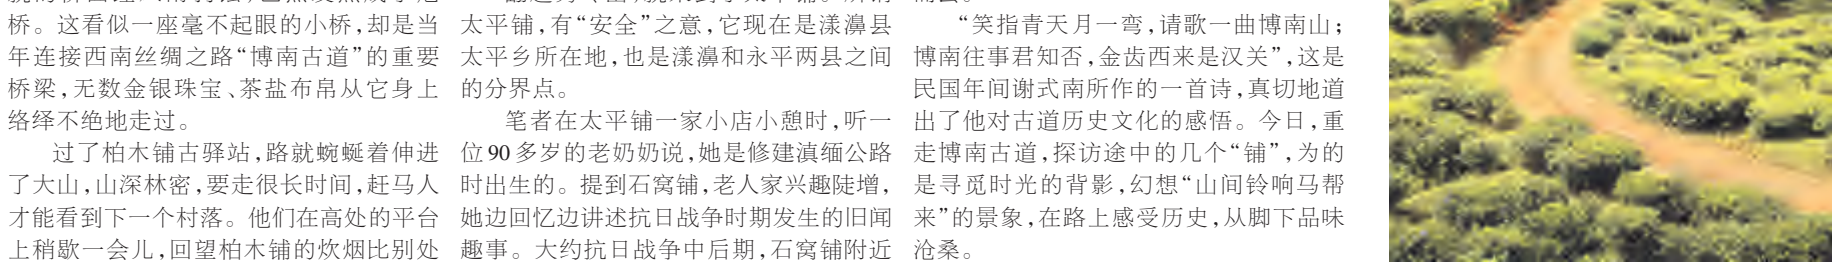 桥。这看似一座毫不起眼的小桥,却是当
年连接西南丝绸之路“博南古道”的重要
桥梁,无数金银珠宝、茶盐布帛从它身上
络绎不绝地走过。
过了柏木铺古驿站,路就蜿蜒着伸进
了大山,山深林密,要走很长时间,赶马人
才能看到下一个村落。他们在高处的平台
上稍歇一会儿,回望柏木铺的炊烟比别处
太平铺,有“安全”之意,它现在是漾濞县
太平乡所在地,也是漾濞和永平两县之间
的分界点。
笔者在太平铺一家小店小憩时,听一
位90多岁的老奶奶说,她是修建滇缅公路
时出生的。提到石窝铺,老人家兴趣陡增,
她边回忆边讲述抗日战争时期发生的旧闻
趣事。大约抗日战争中后期,石窝铺附近
“笑指青天月一弯,请歌一曲博南山;
博南往事君知否,金齿西来是汉关”,这是
民国年间谢式南所作的一首诗,真切地道
出了他对古道历史文化的感悟。今日,重
走博南古道,探访途中的几个“铺”,为的
是寻觅时光的背影,幻想“山间铃响马帮
来”的景象,在路上感受历史,从脚下品味
沧桑。